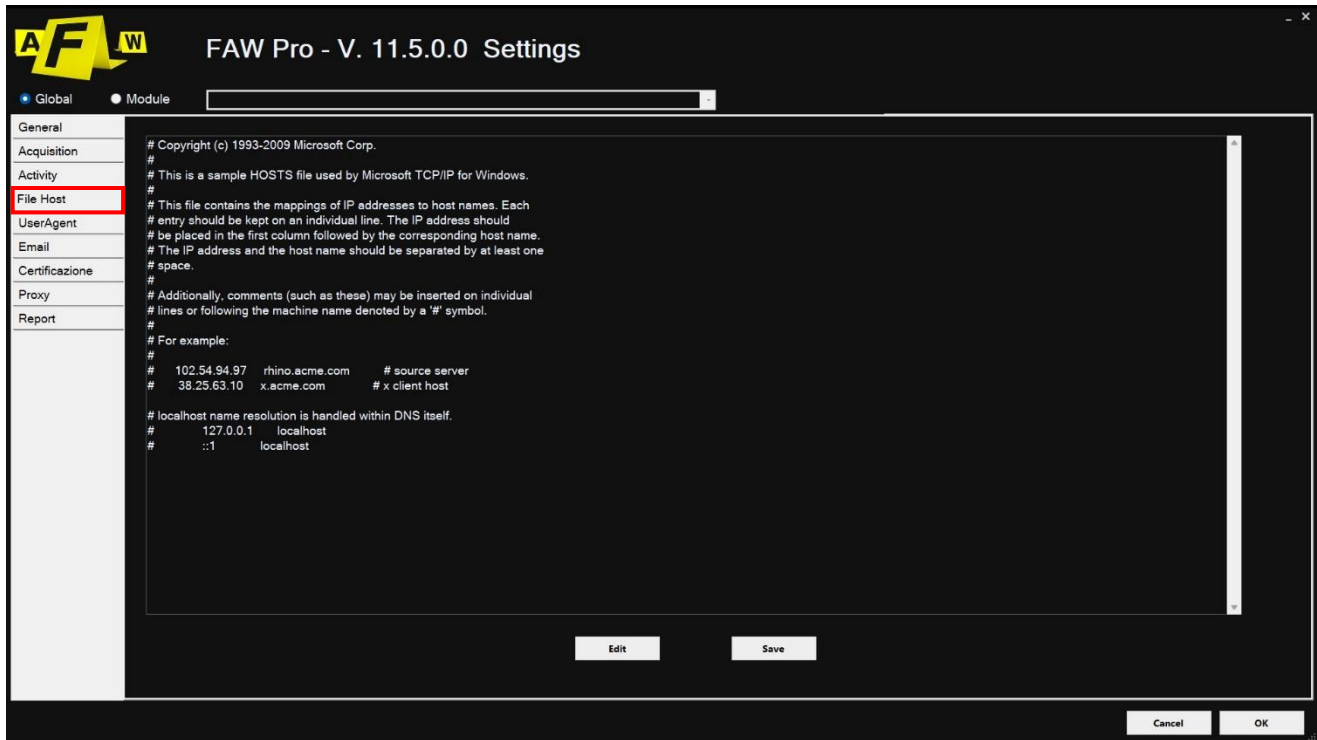 A F W
FAW Pro - V. 11.5.0.0 Settings
Global
Module
General
Acquisition
Activity
File Host
UserAgent
Email
Certificazione
Proxy
Report
# Copyright (c) 1993-2009 Microsoft Corp.
#
# This is a sample HOSTS file used by Microsoft TCP/IP for Windows.
#
# This file contains the mappings of IP addresses to host names. Each
# entry should be kept on an individual line. The IP address should
# be placed in the first column followed by the corresponding host name.
# The IP address and the host name should be separated by at least one
# space.
#
# Additionally, comments (such as these) may be inserted on individual
# lines or following the machine name denoted by a '#' symbol.
#
# For example:
#
# 102.54.94.97 rhino.acme.com # source server
# 38.25.63.10 x.acme.com # x client host
# localhost name resolution is handled within DNS itself.
# 127.0.0.1 localhost
# ::1 localhost
Edit
Save
Cancel
OK